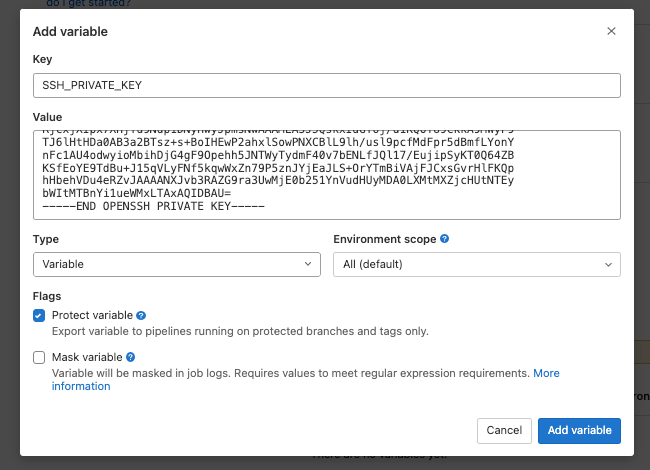 do i get started?
Add variable
Key
SSH_PRIVATE_KEY
Value
TJ6lHtHDa0AB3a2BTsz+s+BoIHEwP2ahxlSowPNXCBlL9lh/usl9pcfMdFpr5dBmfLYonY
nFc1AU4odwyioMbihDjG4gF9Opehh5JNTWyTydmF40v7bENLfJQl17/EujipSyKT0Q64ZB
KSfEoYE9TdBu+J15qVLyFNf5kqwWxZn79P5znJYjEaJLS+OrYTmBiVAjFJCxsGvrHlFKQp
hHbehVDu4eRZvJAAAANXJvb3RAZG9ra3UwMjE0b251YnVudHUyMDA0LXMtMXZjcHUtNTEy
bWItMTBnYi1ueWMxLTAxAQIDBAU=
-----END OPENSSH PRIVATE KEY-----
Type
Environment scope
Variable
All (default)
Flags
Protect variable
Export variable to pipelines running on protected branches and tags only.
Mask variable
Variable will be masked in job logs. Requires values to meet regular expression requirements. More
information
Cancel
Add variable
There are no variables yet.